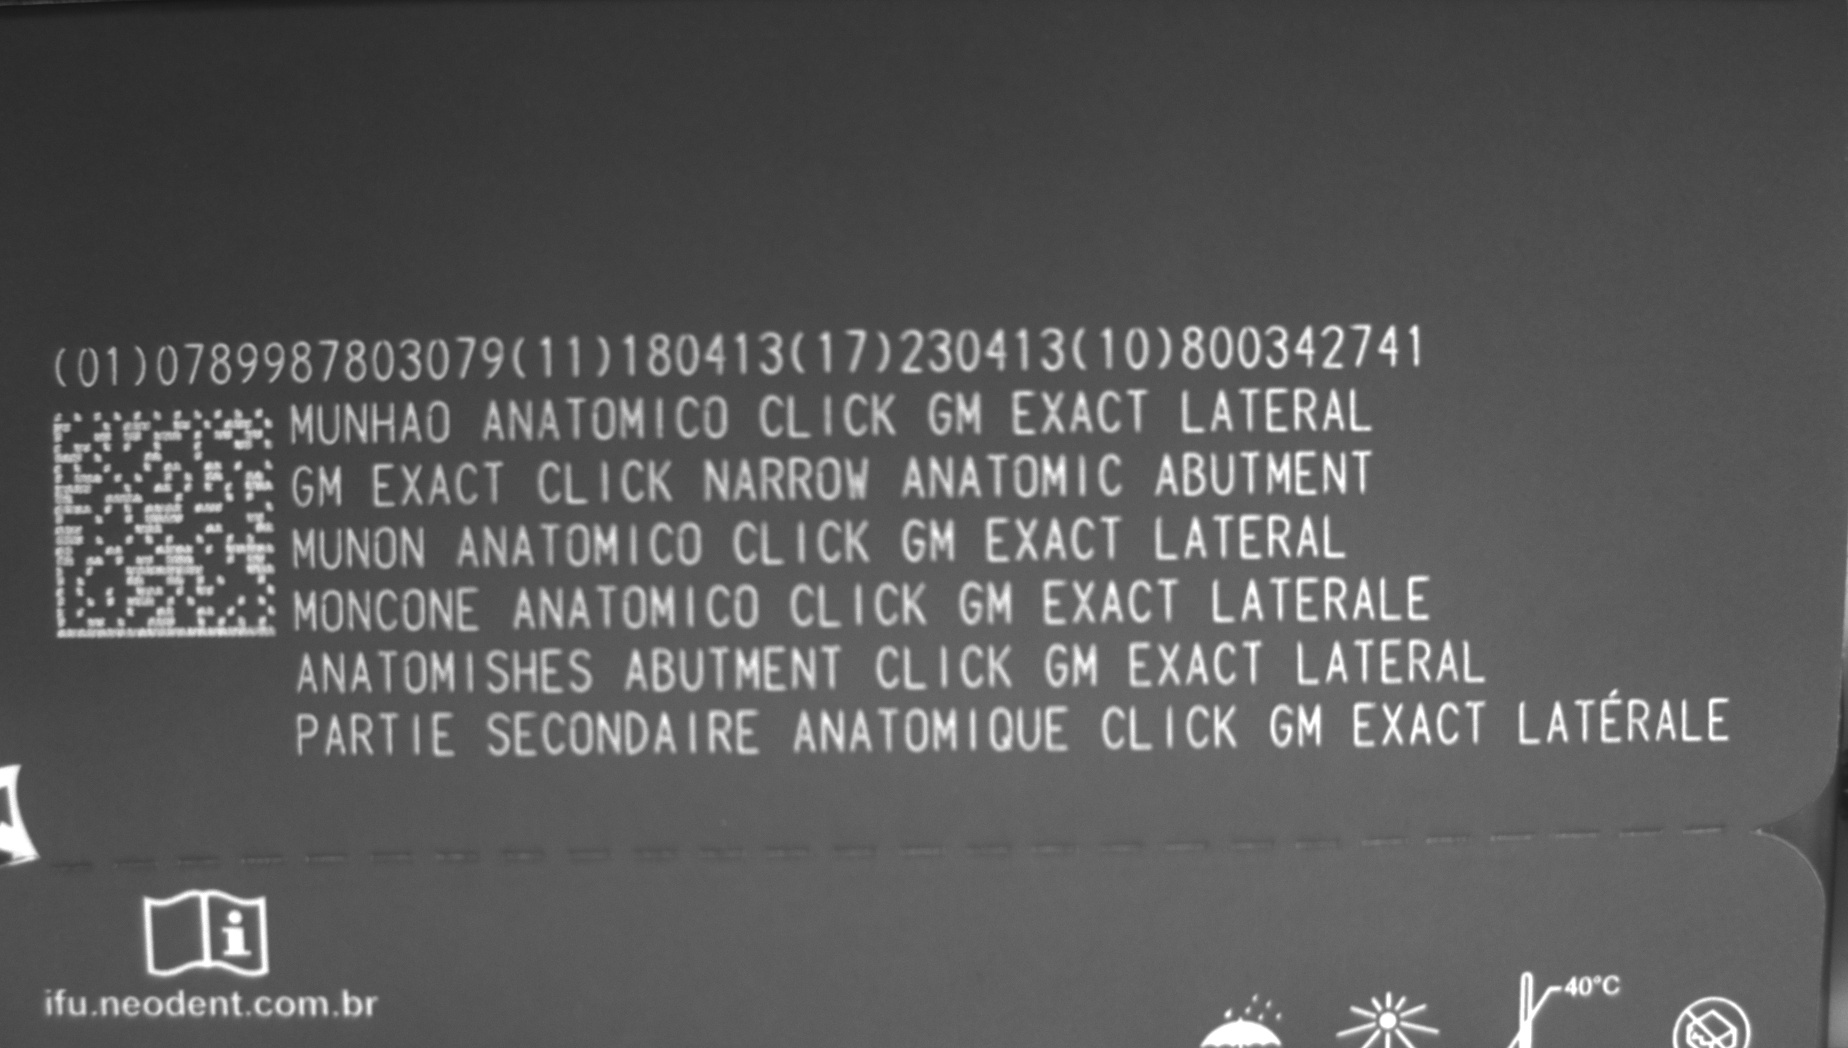 (01)0789987803079(11)180413(17)230413(10)800342741
MUNHAO ANATOMICO CLICK GM EXACT LATERAL
GM EXACT CLICK NARROW ANATOMIC ABUTMENT
MUNON ANATOMICO CLICK GM EXACT LATERAL
MONCONE ANATOMICO CLICK GM EXACT LATERALE
ANATOMISHES ABUTMENT CLICK GM EXACT LATERAL
PARTIE SECONDAIRE ANATOMIQUE CLICK GM EXACT LATÉRALE
i
ifu.neodent.com.br
40°C